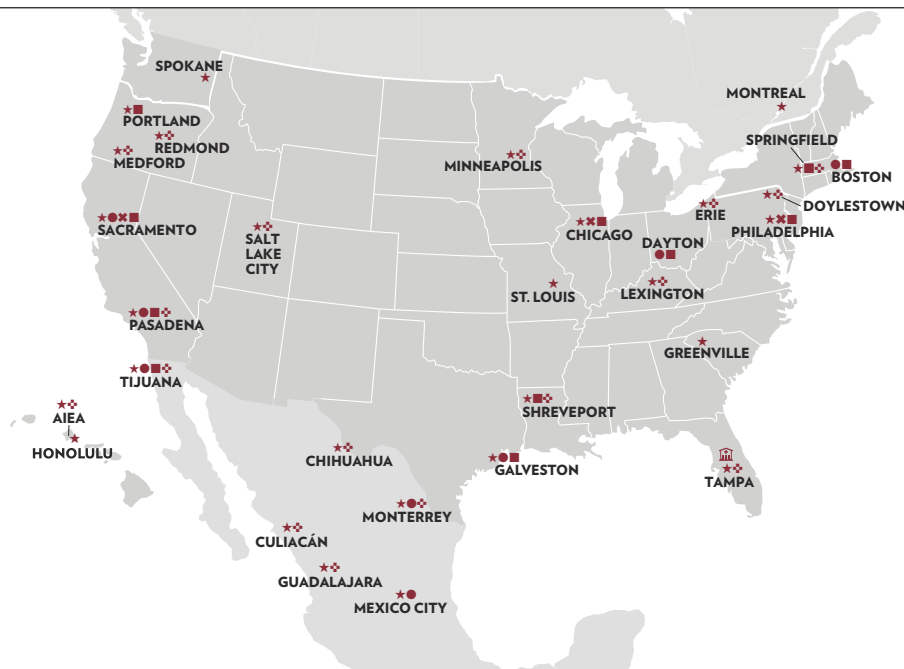 SPOKANE
MONTREAL
PORTLAND
SPRINGFIELD
REDMOND
MEDFORD
MINNEAPOLIS
BOSTON
DOYLESTOWN
ERIE
SACRAMENTO
CHICAGO
PHILADELPHIA
SALT
LAKE
CITY
DAYTON
ST. LOUIS
LEXINGTON
PASADENA
GREENVILLE
TIJUANA
SHREVEPORT
AIEA
HONOLULU
CHIHUAHUA
GALVESTON
TAMPA
MONTERREY
CULIACÁN
GUADALAJARA
MEXICO CITY